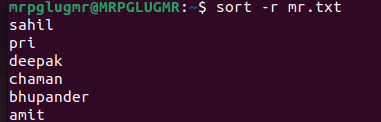 mrpglugmr@MRPGLUGMR:~$ sort -r mr.txt
sahil
pri
deepak
chaman
bhupander
amit